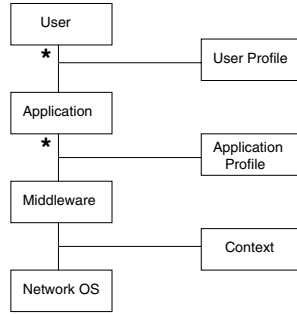 User
*
User Profile
Application
*
Application
Profile
Middleware
Context
Network OS